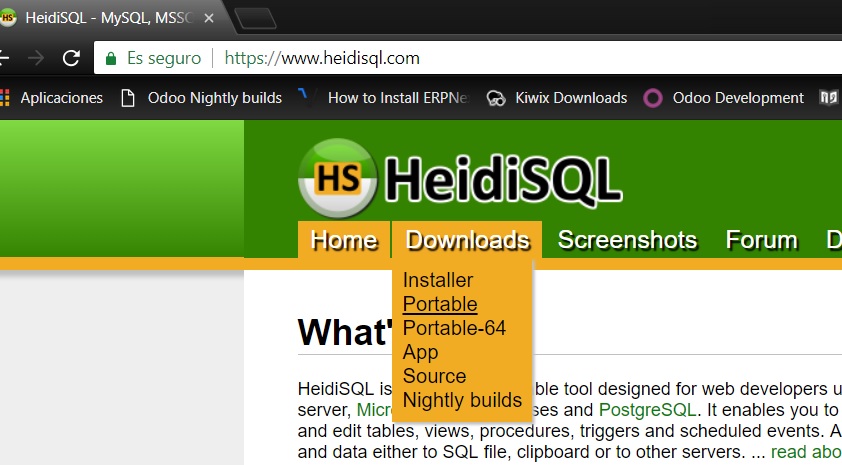 HeidiSQL - MySQL, MSSQ
Es seguro https://www.heidisql.com
Aplicaciones Odoo Nightly builds How to Install ERPNe Kiwix Downloads Odoo Development
HS HeidiSQL
Home Downloads Screenshots Forum D
Installer
Portable
Portable-64
App
Source
Nightly builds
What'
HeidiSQL is ble tool designed for web developers u
server, Micr ses and PostgreSQL. It enables you to
and edit tables, views, procedures, triggers and scheduled events. A
and data either to SQL file, clipboard or to other servers. ... read abo